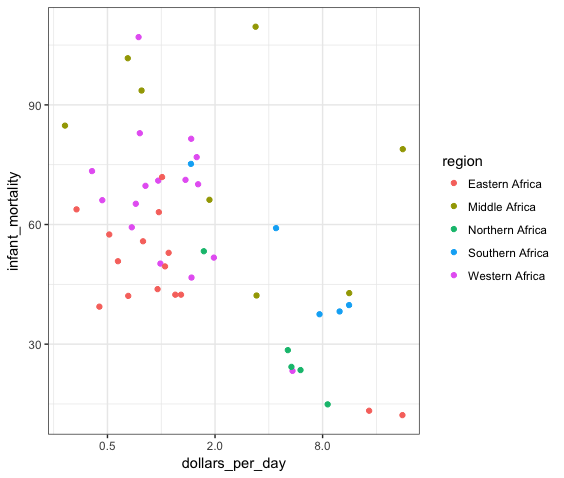 infant_mortality
90
60
30
0.5
2.0
8.0
dollars_per_day
region
Eastern Africa
Middle Africa
Northern Africa
Southern Africa
Western Africa